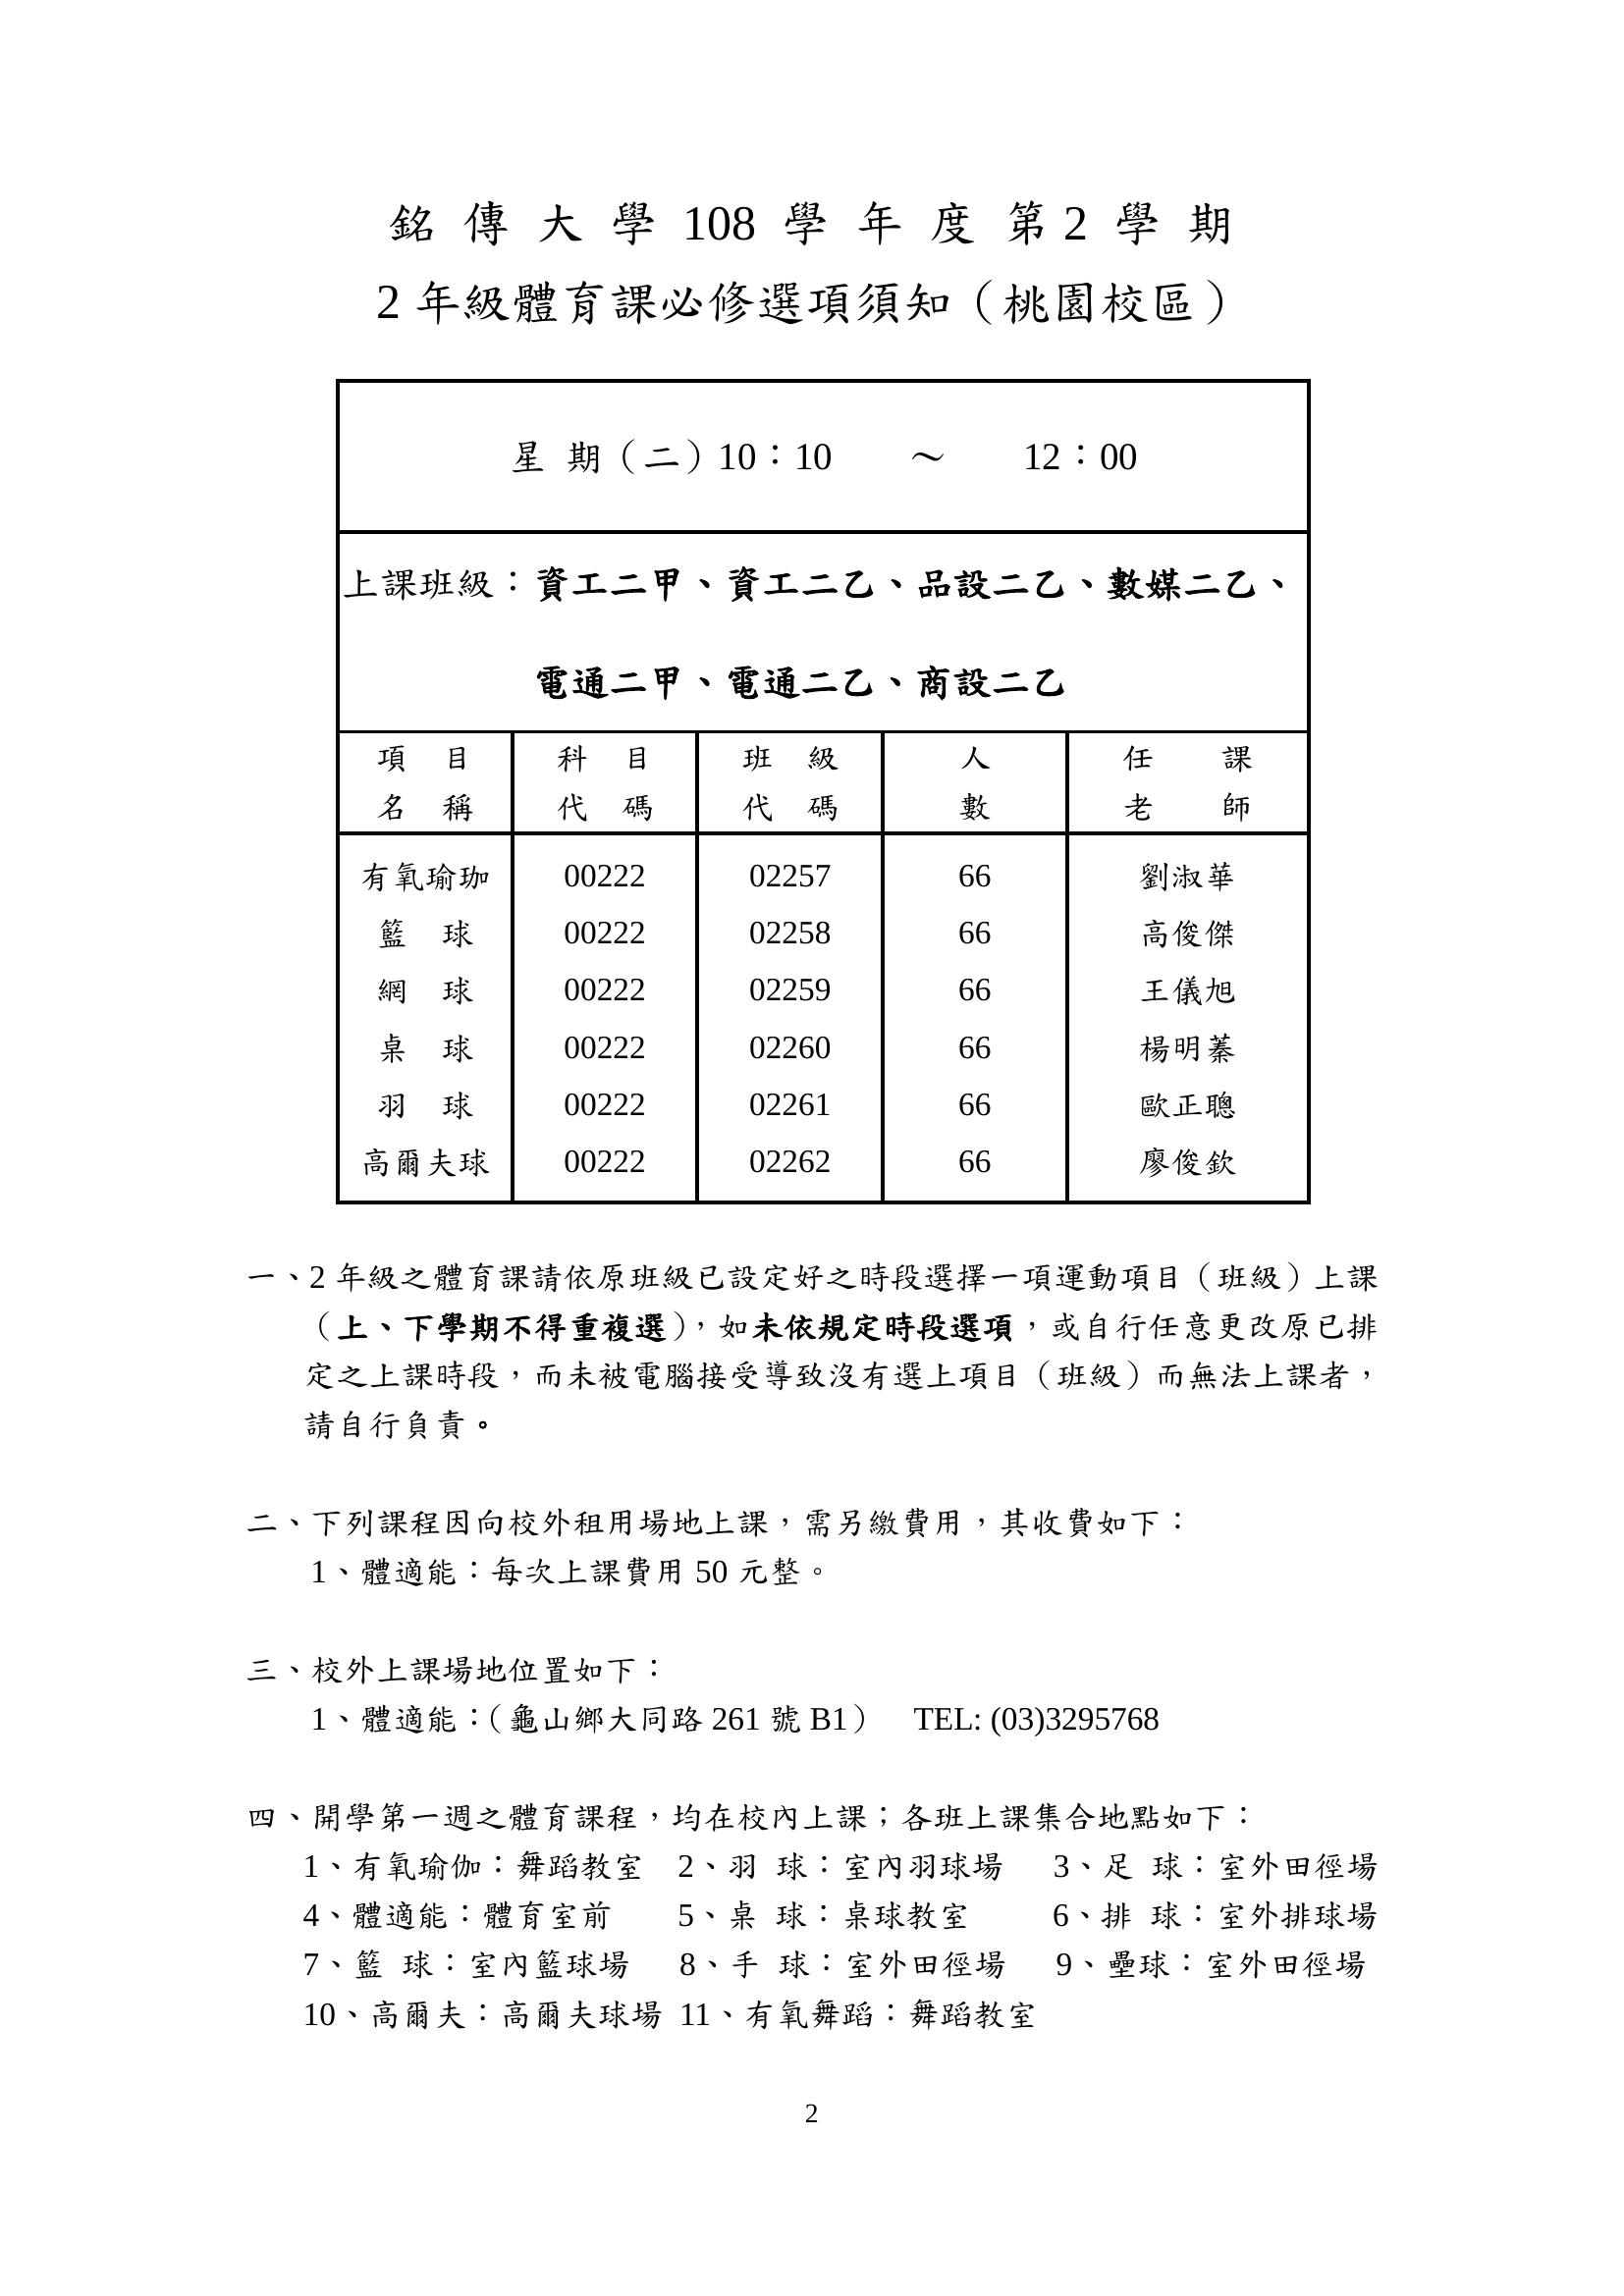 銘傳大學 108 學年度第 2 學期
2 年級體育課必修選項須知（桃園校區）
星 期（二）10：10 ～ 12：00
上課班級：資工二甲、資工二乙、品設二乙、數媒二乙、
電通二甲、電通二乙、商設二乙
項 目 科 目 班 級 人 任 課
名 稱 代 碼 代 碼 數 老 師
有氧瑜珈 00222 02257 66 劉淑華
籃 球 00222 02258 66 高俊傑
網 球 00222 02259 66 王儀旭
桌 球 00222 02260 66 楊明蓁
羽 球 00222 02261 66 歐正聰
高爾夫球 00222 02262 66 廖俊欽
一、2 年級之體育課請依原班級已設定好之時段選擇一項運動項目（班級）上課
（上、下學期不得重複選），如未依規定時段選項，或自行任意更改原已排
定之上課時段，而未被電腦接受導致沒有選上項目（班級）而無法上課者，
請自行負責。
二、下列課程因向校外租用場地上課，需另繳費用，其收費如下：
1、體適能：每次上課費用 50 元整。
三、校外上課場地位置如下：
1、體適能：（龜山鄉大同路 261 號 B1） TEL: (03)3295768
四、開學第一週之體育課程，均在校內上課；各班上課集合地點如下：
1、有氧瑜伽：舞蹈教室 2、羽 球：室內羽球場 3、足 球：室外田徑場
4、體適能：體育室前 5、桌 球：桌球教室 6、排 球：室外排球場
7、籃 球：室內籃球場 8、手 球：室外田徑場 9、壘球：室外田徑場
10、高爾夫：高爾夫球場 11、有氧舞蹈：舞蹈教室
2